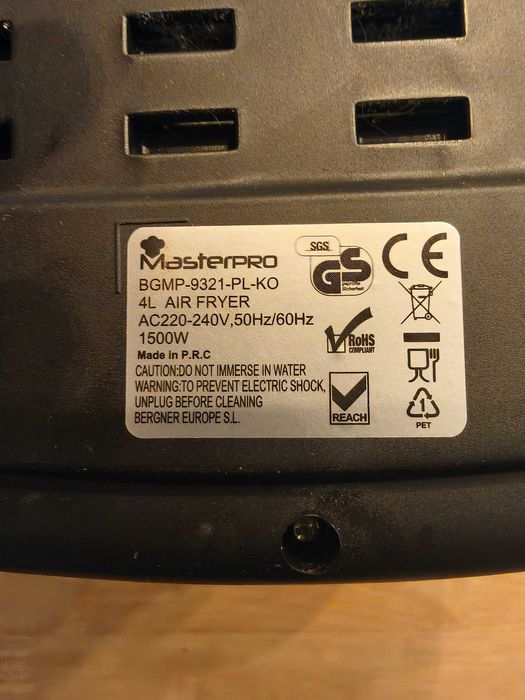 MasterPRO
BGMP-9321-PL-KO
4L AIR FRYER
AC220-240V,50Hz/60Hz
1500W
Made in P.R.C
CAUTION:DO NOT IMMERSE IN WATER
WARNING:TO PREVENT ELECTRIC SHOCK,
UNPLUG BEFORE CLEANING
BERGNER EUROPE S.L.
SGS
GS
geprüfte
Sicherheit
CE
RoHS
COMPLIANT
REACH
1
PET